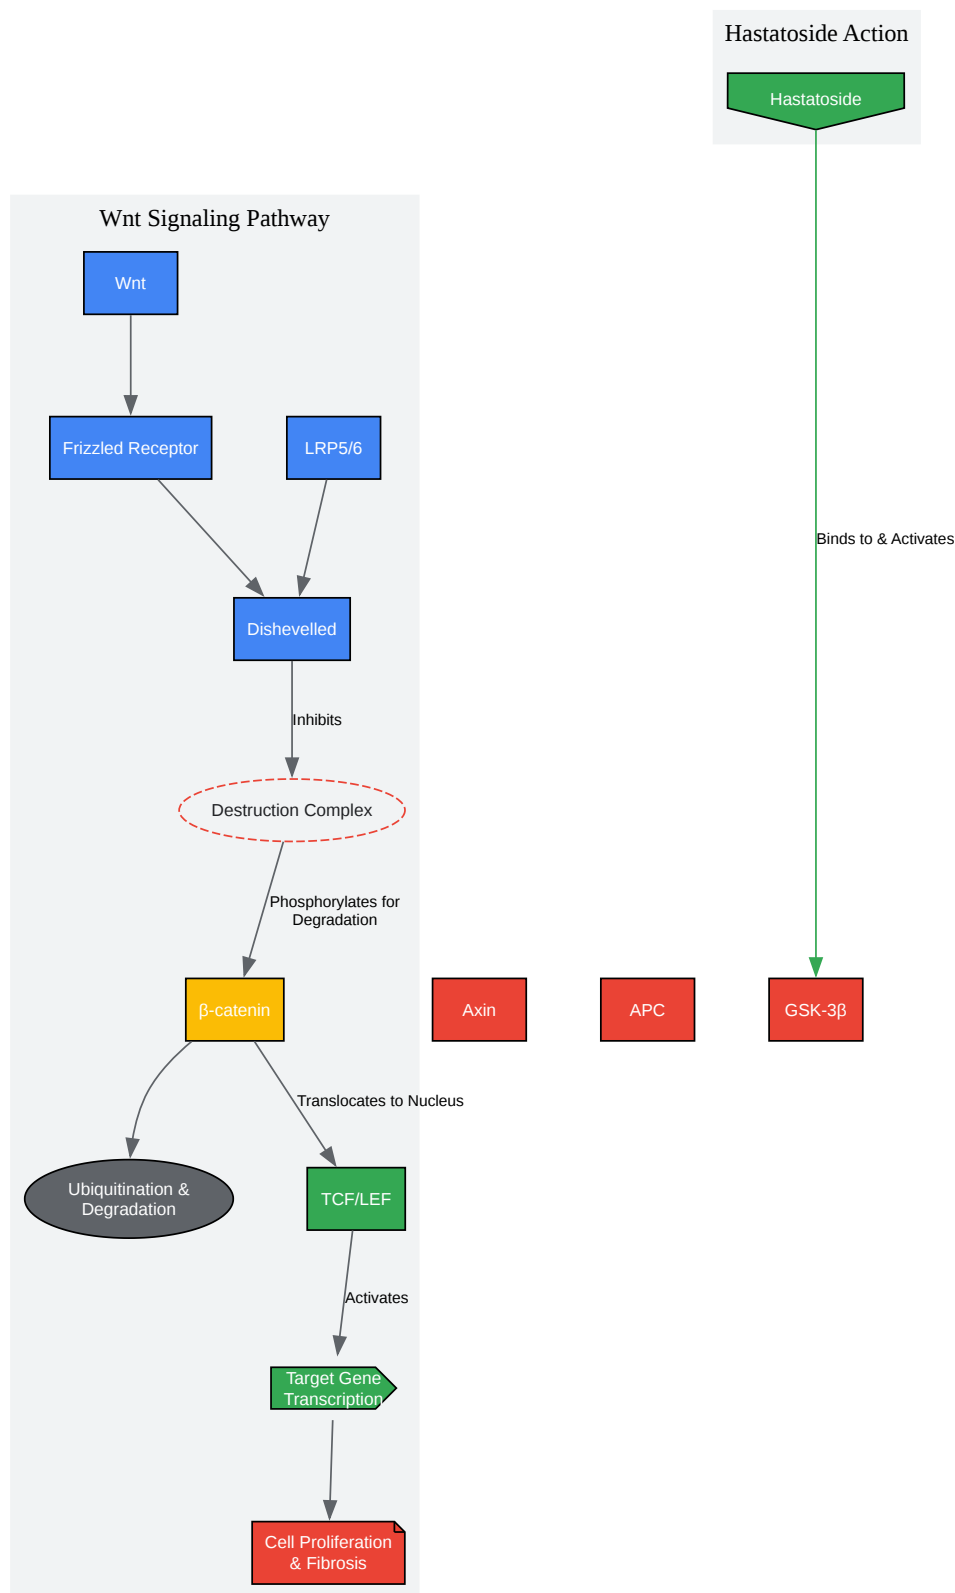 Hastatoside Action
Hastatoside
Wnt Signaling Pathway
Wnt
Frizzled Receptor
LRP5/6
Binds to & Activates
Dishevelled
Inhibits
Destruction Complex
Phosphorylates for
Degradation
β-catenin
Axin
APC
GSK-3β
Translocates to Nucleus
Ubiquitination &
Degradation
TCF/LEF
Activates
Target Gene
Transcription
Cell Proliferation
& Fibrosis